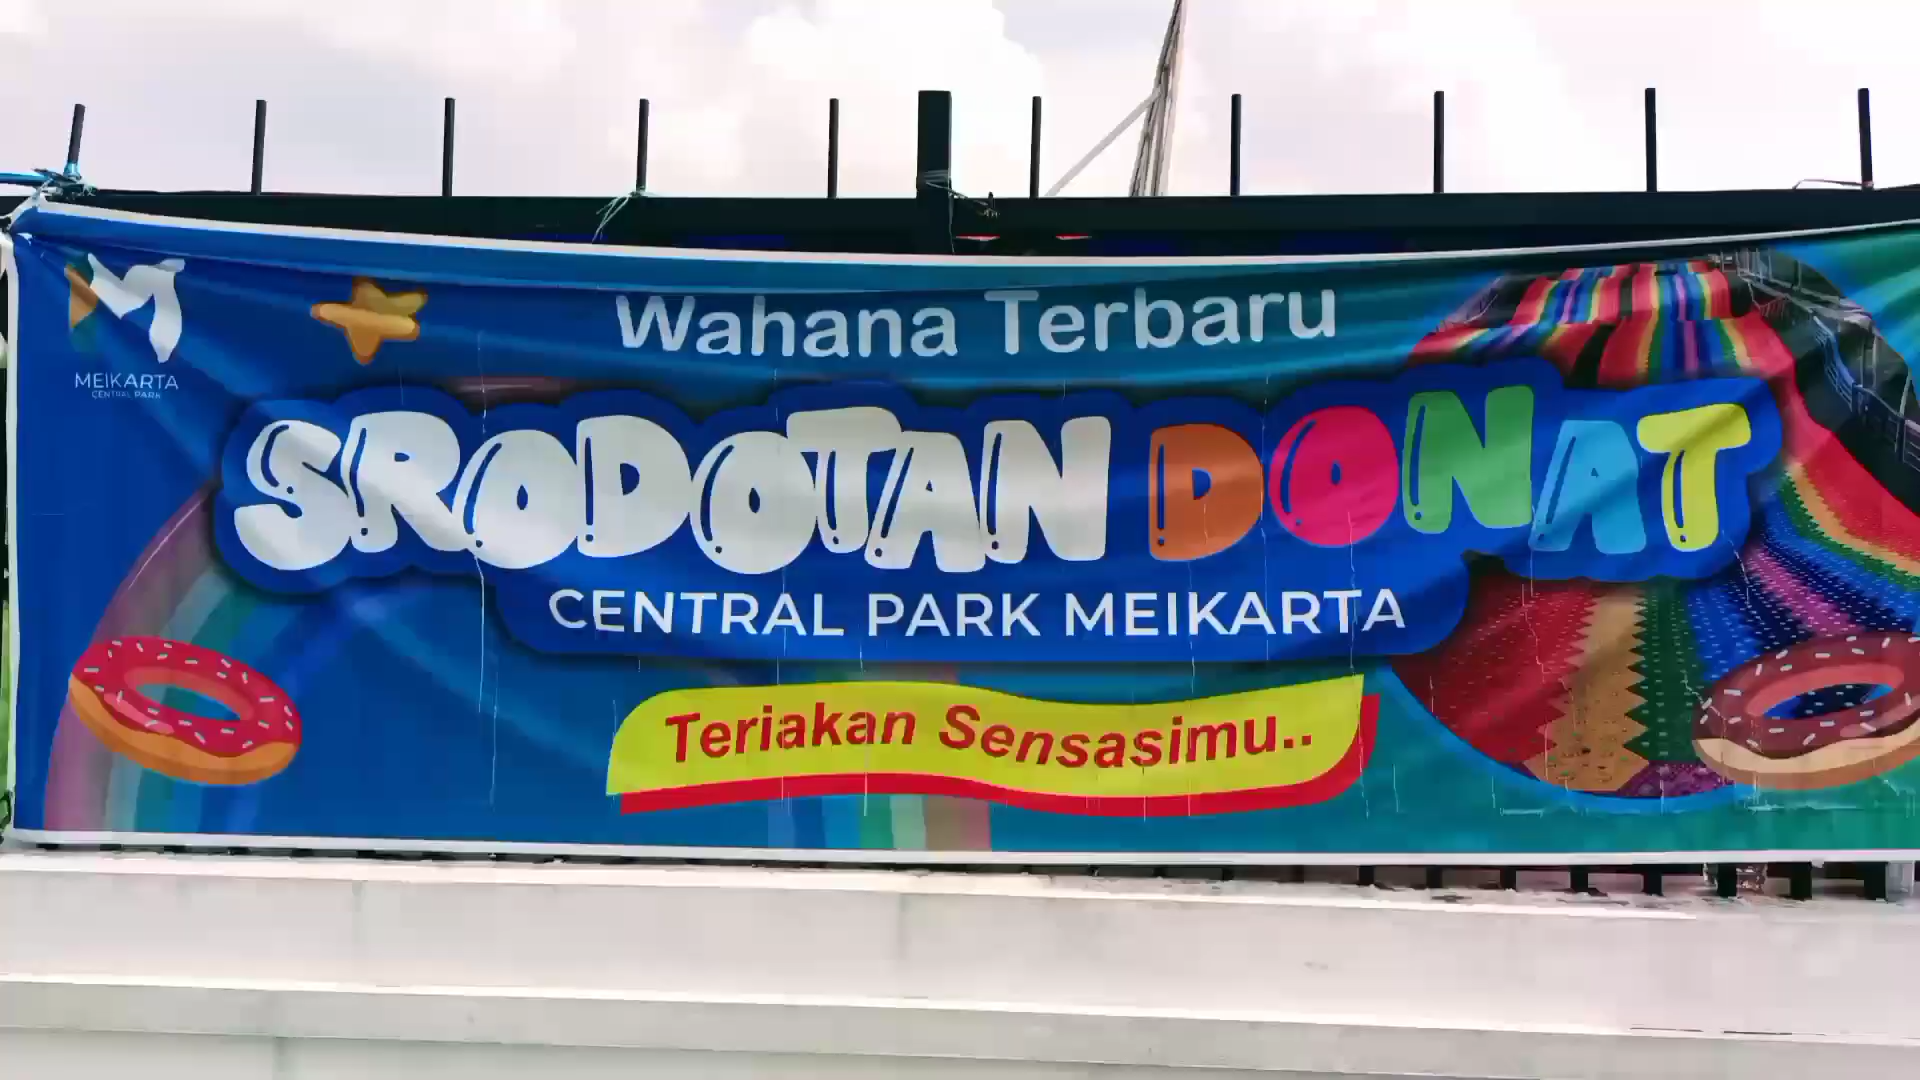 MEIKARTA
CENTRAL PARK
Wahana Terbaru
SRODOTAN DONAT
CENTRAL PARK MEIKARTA
Teriakan Sensasimu..